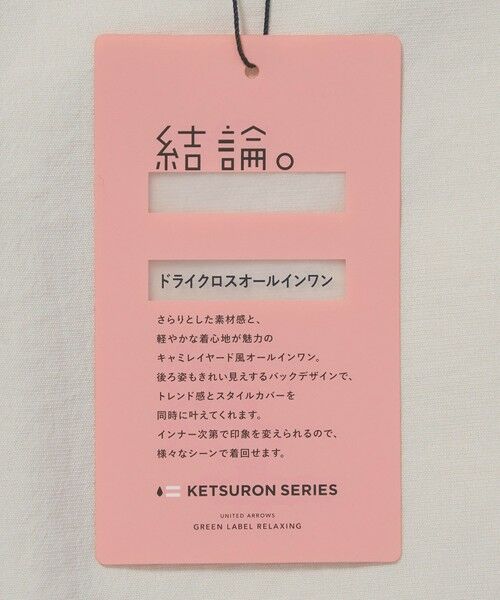 結論。
ドライクロスオールインワン
さらりとした素材感と、
軽やかな着心地が魅力の
キャミレイヤード風オールインワン。
後ろ姿もきれい見えするバックデザインで、
トレンド感とスタイルカバーを
同時に叶えてくれます。
インナー次第で印象を変えられるので、
様々なシーンで着回せます。
KETSURON SERIES
UNITED ARROWS
GREEN LABEL RELAXING